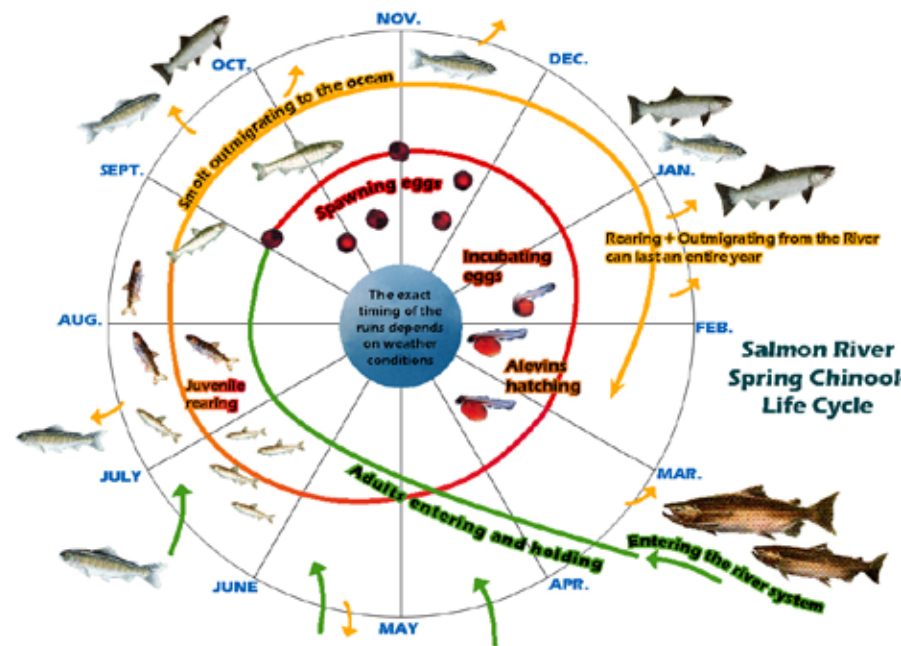 NOV.
DEC.
JAN.
FEB.
MAR.
APR.
MAY
JUNE
JULY
AUG.
SEPT.
OCT.
Smolt outmigrating to the ocean
Spawning eggs
Incubating
eggs
Rearing + Outmigrating from the River
can last an entire year
The exact
timing of the
runs depends
on weather
conditions
Alevins
hatching
Juvenile
rearing
Salmon River
Spring Chinool
Life Cycle
Adults entering and holding
Entering the river system